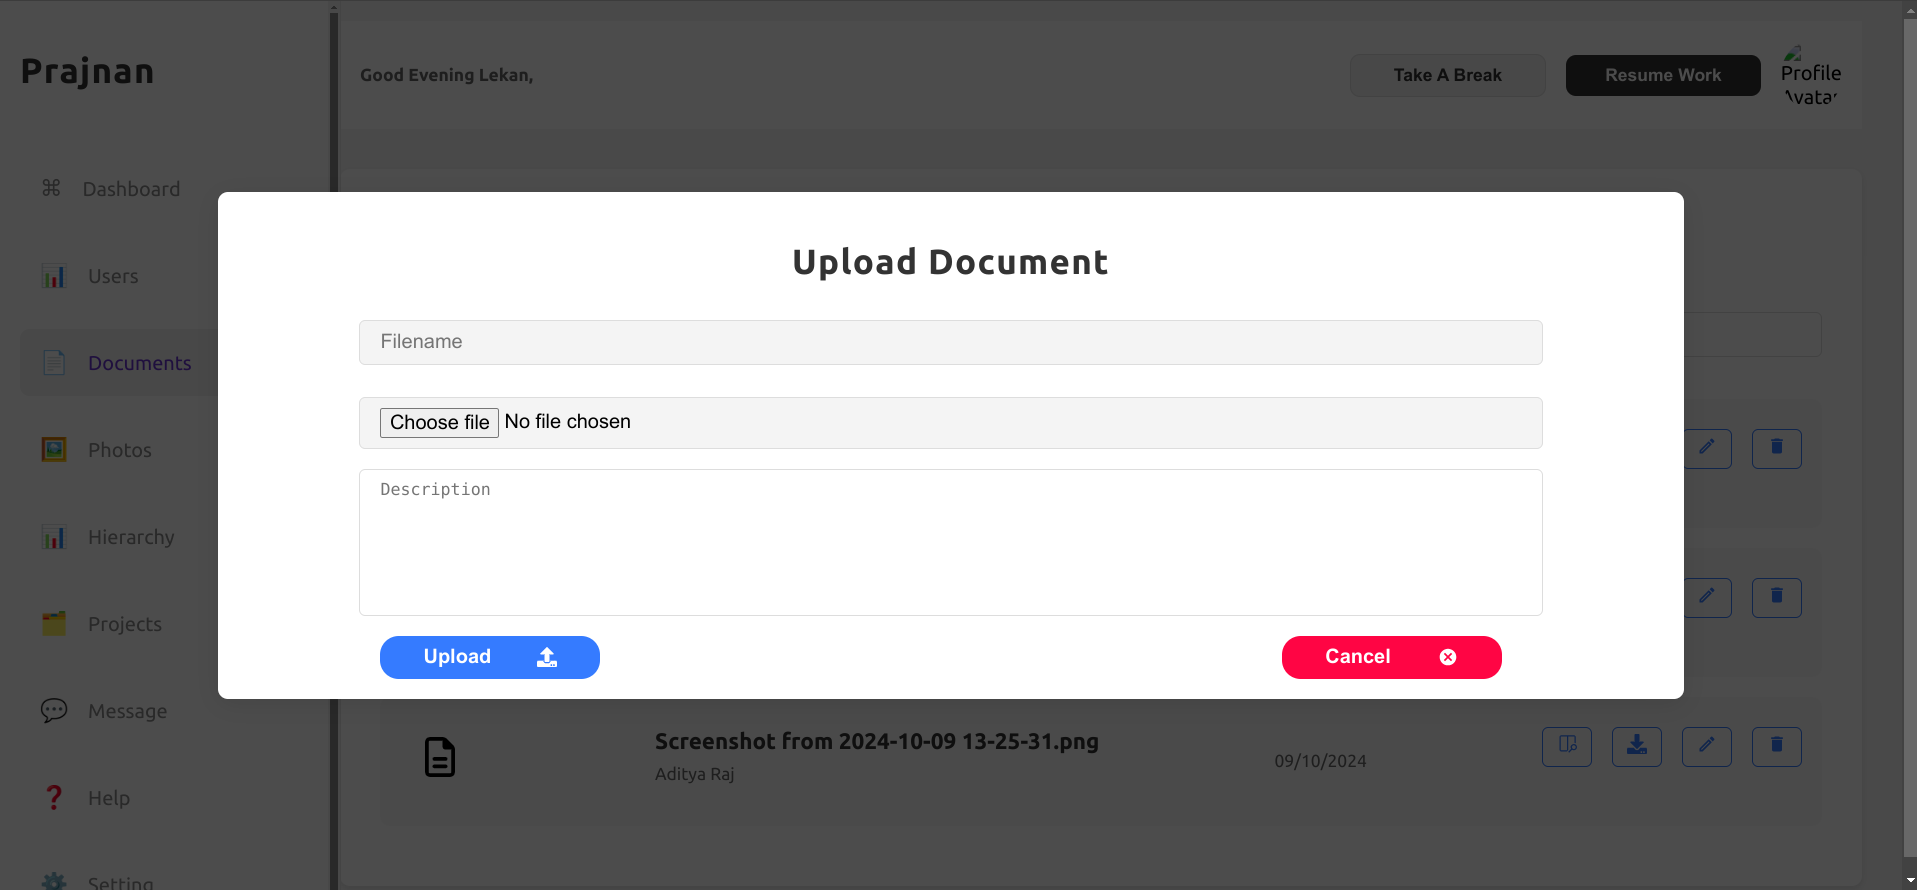 Prajnan
Good Evening Lekan,
Take A Break
Resume Work
Profile
Avatar
Dashboard
Users
Documents
Photos
Hierarchy
Projects
Message
Help
Setting
Upload Document
Filename
Choose file No file chosen
Description
Upload
Cancel
Screenshot from 2024-10-09 13-25-31.png
Aditya Raj
09/10/2024